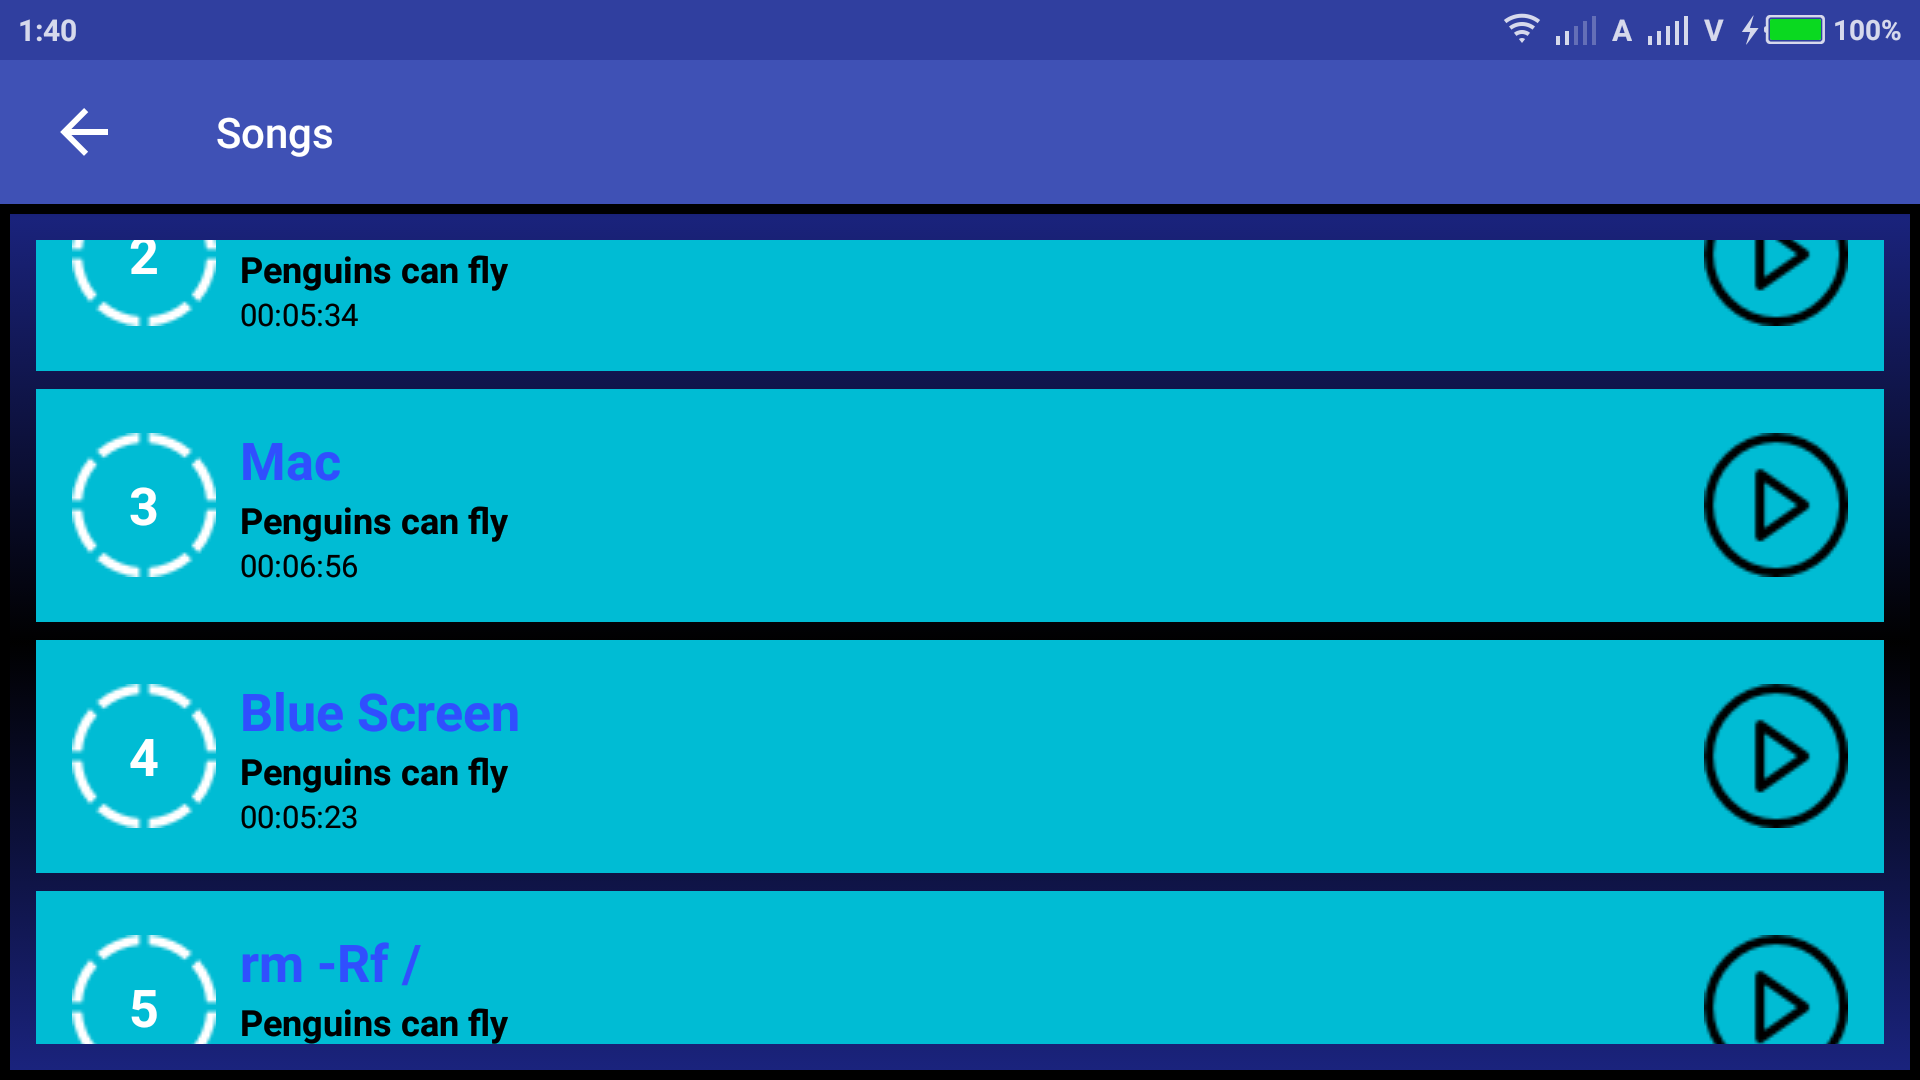 1:40
A V 100%
Songs
2
Penguins can fly
00:05:34
3
Mac
Penguins can fly
00:06:56
4
Blue Screen
Penguins can fly
00:05:23
5
rm -Rf /
Penguins can fly